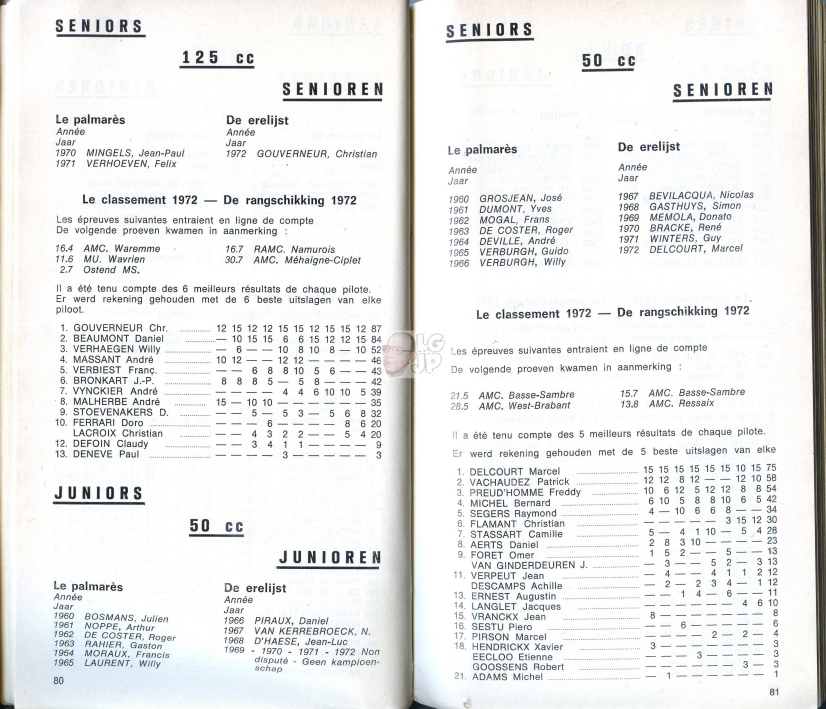 SENIORS
125 cc
SENIOREN
Le palmarès
Année
Jaar
1970 MINGELS, Jean-Paul
1971 VERHOEVEN, Felix
De erelijst
Année
Jaar
1972 GOUVERNEUR, Christian
Le classement 1972 — De rangschikking 1972
Les épreuves suivantes entraient en ligne de compte
De volgende proeven kwamen in aanmerking :
16.4 AMC. Waremme 16.7 RAMC. Namurois
11.6 MU. Wavrien 30.7 AMC. Méhaigne-Ciplet
2.7 Ostend MS.
Il a été tenu compte des 6 meilleurs résultats de chaque pilote.
Er werd rekening gehouden met de 6 beste uitslagen van elke
piloot.
1. GOUVERNEUR Chr. 12 15 12 12 15 15 12 15 15 12 87
2. BEAUMONT Daniel — 10 15 15 6 6 15 12 12 15 84
3. VERHAEGEN Willy — 6 — — 10 8 10 8 — 10 52
4. MASSANT André 10 12 — — 12 12 — — — — 46
5. VERBIEST Franç. — — 6 8 8 10 5 6 — — 43
6. BRONKART J.-P. 8 8 8 5 — 5 8 — — — 42
7. VYNCKIER André — — — — 4 4 6 10 10 5 39
8. MALHERBE André 15 — 10 10 — — — — — — 35
9. STOEVENAKERS D. — — 5 — 5 3 — 5 6 8 32
10. FERRARI Doro — — — 6 — — — — 8 6 20
LACROIX Christian — — 4 3 2 2 — — 5 4 20
12. DEFOIN Claudy — — 3 4 1 1 — — — — 9
13. DENEVE Paul — — — — 3 — — — — — 3
JUNIORS
50 cc
JUNIOREN
Le palmarès
Année
Jaar
1960 BOSMANS, Julien
1961 NOPPE, Arthur
1962 DE COSTER, Roger
1963 RAHIER, Gaston
1964 MORAUX, Francis
1965 LAURENT, Willy
De erelijst
Année
Jaar
1966 PIRAUX, Daniel
1967 VAN KERREBROECK, N.
1968 D'HAESE, Jean-Luc
1969 - 1970 - 1971 - 1972 Non
disputé - Geen kampioen-
schap
80
SENIORS
50 cc
SENIOREN
Le palmarès
Année
Jaar
1960 GROSJEAN, José
1961 DUMONT, Yves
1962 MOGAL, Frans
1963 DE COSTER, Roger
1964 DEVILLE, André
1965 VERBURGH, Guido
1966 VERBURGH, Willy
De erelijst
Année
Jaar
1967 BEVILACQUA, Nicolas
1968 GASTHUYS, Simon
1969 MEMOLA, Donato
1970 BRACKE, René
1971 WINTERS, Guy
1972 DELCOURT, Marcel
Le classement 1972 — De rangschikking 1972
Les épreuves suivantes entraient en ligne de compte
De volgende proeven kwamen in aanmerking :
21.5 AMC. Basse-Sambre 15.7 AMC. Basse-Sambre
28.5 AMC. West-Brabant 13.8 AMC. Ressaix
Il a été tenu compte des 5 meilleurs résultats de chaque pilote.
Er werd rekening gehouden met de 5 beste uitslagen van elke
1. DELCOURT Marcel 15 15 15 15 15 15 10 15 75
2. VACHAUDEZ Patrick 12 12 8 12 — — 12 10 58
3. PREUD'HOMME Freddy 10 6 12 5 12 12 8 8 54
4. MICHEL Bernard 6 10 5 8 8 10 6 5 42
5. SEGERS Raymond 4 — 10 6 6 8 — — 34
6. FLAMANT Christian — — — — — 3 15 12 30
7. STASSART Camille 5 — 4 1 10 — 5 4 28
8. AERTS Daniel 2 8 3 10 — — — — 23
9. FORET Omer 1 5 2 — — 5 — — 13
VAN GINDERDEUREN J. — 3 — — 5 2 — 3 13
11. VERPEUT Jean — 4 — — 4 1 1 2 12
DESCAMPS Achille — 2 — 2 3 4 — 1 12
13. ERNEST Augustin — — 1 4 — 6 — — 11
14. LANGLET Jacques — — — — — — 4 6 10
15. VRANCKX Jean 8 — — — — — — — 8
16. SESTU Piero — — 6 — — — — — 6
17. PIRSON Marcel — — — — 2 — 2 — 4
18. HENDRICKX Xavier 3 — — — — — — — 3
EECLOO Etienne — — — 3 — — — — 3
GOOSSENS Robert — — — — — — 3 — 3
21. ADAMS Michel — 1 — — — — — — 1
81
LG
JP